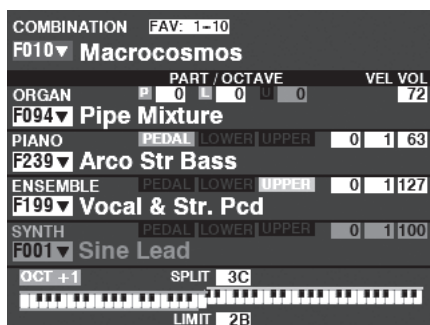 COMBINATION FAV: 1-10
F010▼ Macrocosmos
PART / OCTAVE VEL VOL
ORGAN P 0 L 0 U 0 72
F094▼ Pipe Mixture
PIANO PEDAL LOWER UPPER 0 1 63
F239▼ Arco Str Bass
ENSEMBLE PEDAL LOWER UPPER 0 1 127
F199▼ Vocal & Str. Pcd
SYNTH PEDAL LOWER UPPER 0 1 100
F001▼ Sine Lead
OCT +1 SPLIT 3C
LIMIT 2B